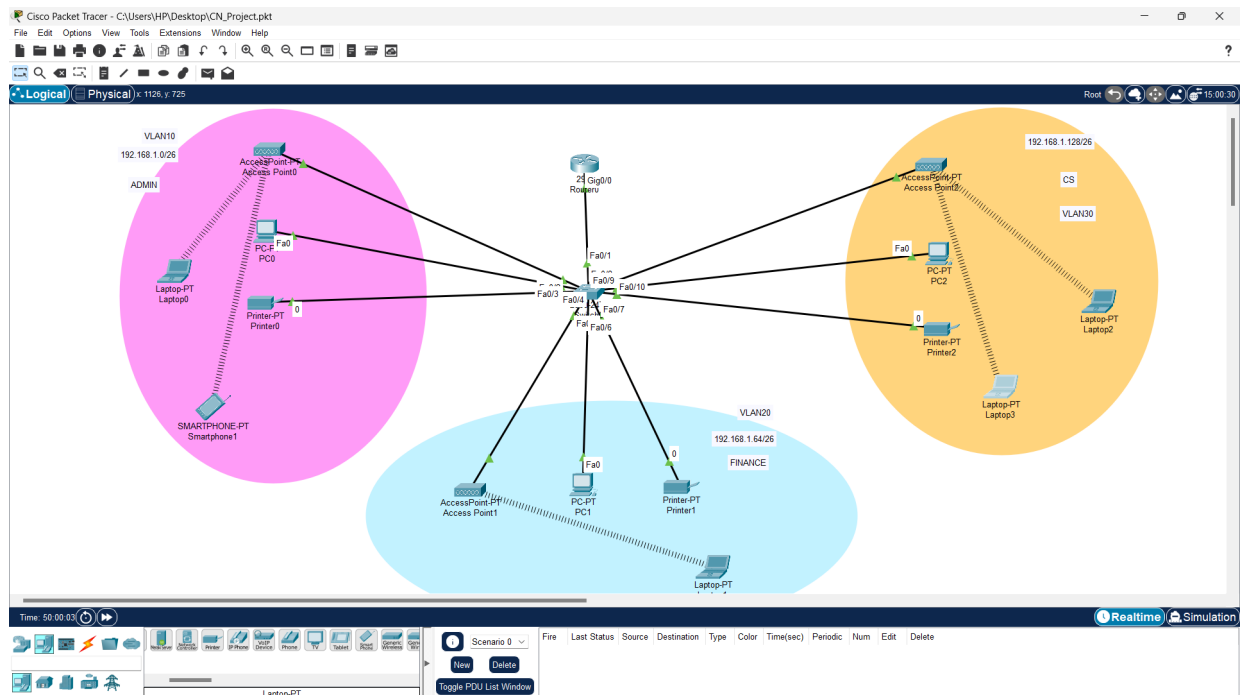 Cisco Packet Tracer - C:\Users\HP\Desktop\CN_Project.pkt
File Edit Options View Tools Extensions Window Help
?
Logical Physical x: 1126, y: 725
Root 15:00:30
VLAN10
192.168.1.0/26
ADMIN
AccessPoint-PT
Access Point0
PC0
Fa0
Laptop-PT
Laptop0
Printer-PT
Printer0
0
SMARTPHONE-PT
Smartphone1
Gig0/0
Fa0/1
Fa0/9
Fa0/10
Fa0/3
Fa0/4
Fa0/7
Fa0/6
192.168.1.128/26
CS
VLAN30
AccessPoint-PT
Access Point2
Fa0
PC-PT
PC2
0
Printer-PT
Printer2
Laptop-PT
Laptop2
Laptop-PT
Laptop3
VLAN20
192.168.1.64/26
FINANCE
AccessPoint-PT
Access Point1
Fa0
PC-PT
PC1
0
Printer-PT
Printer1
Laptop-PT
Time: 50:00:03
Realtime Simulation
Printer IP Phone VoIP Device Phone TV Tablet
Laptop-PT
Scenario 0
New Delete
Toggle PDU List Window
Fire Last Status Source Destination Type Color Time(sec) Periodic Num Edit Delete